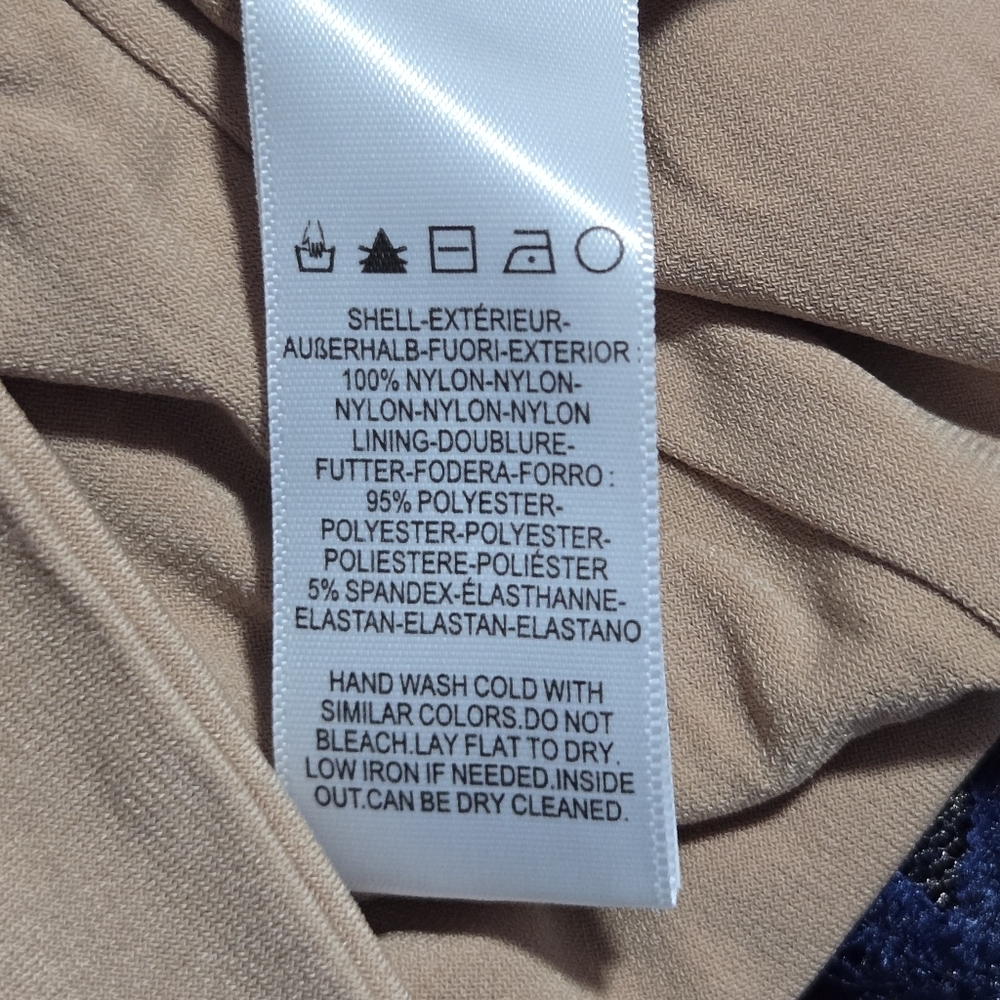 SHELL-EXTÉRIEUR-
AUßERHALB-FUORI-EXTERIOR :
100% NYLON-NYLON-
NYLON-NYLON-NYLON
LINING-DOUBLURE-
FUTTER-FODERA-FORRO :
95% POLYESTER-
POLYESTER-POLYESTER-
POLIESTERE-POLIÉSTER
5% SPANDEX-ÉLASTHANNE-
ELASTAN-ELASTAN-ELASTANO
HAND WASH COLD WITH
SIMILAR COLORS.DO NOT
BLEACH.LAY FLAT TO DRY.
LOW IRON IF NEEDED.INSIDE
OUT.CAN BE DRY CLEANED.